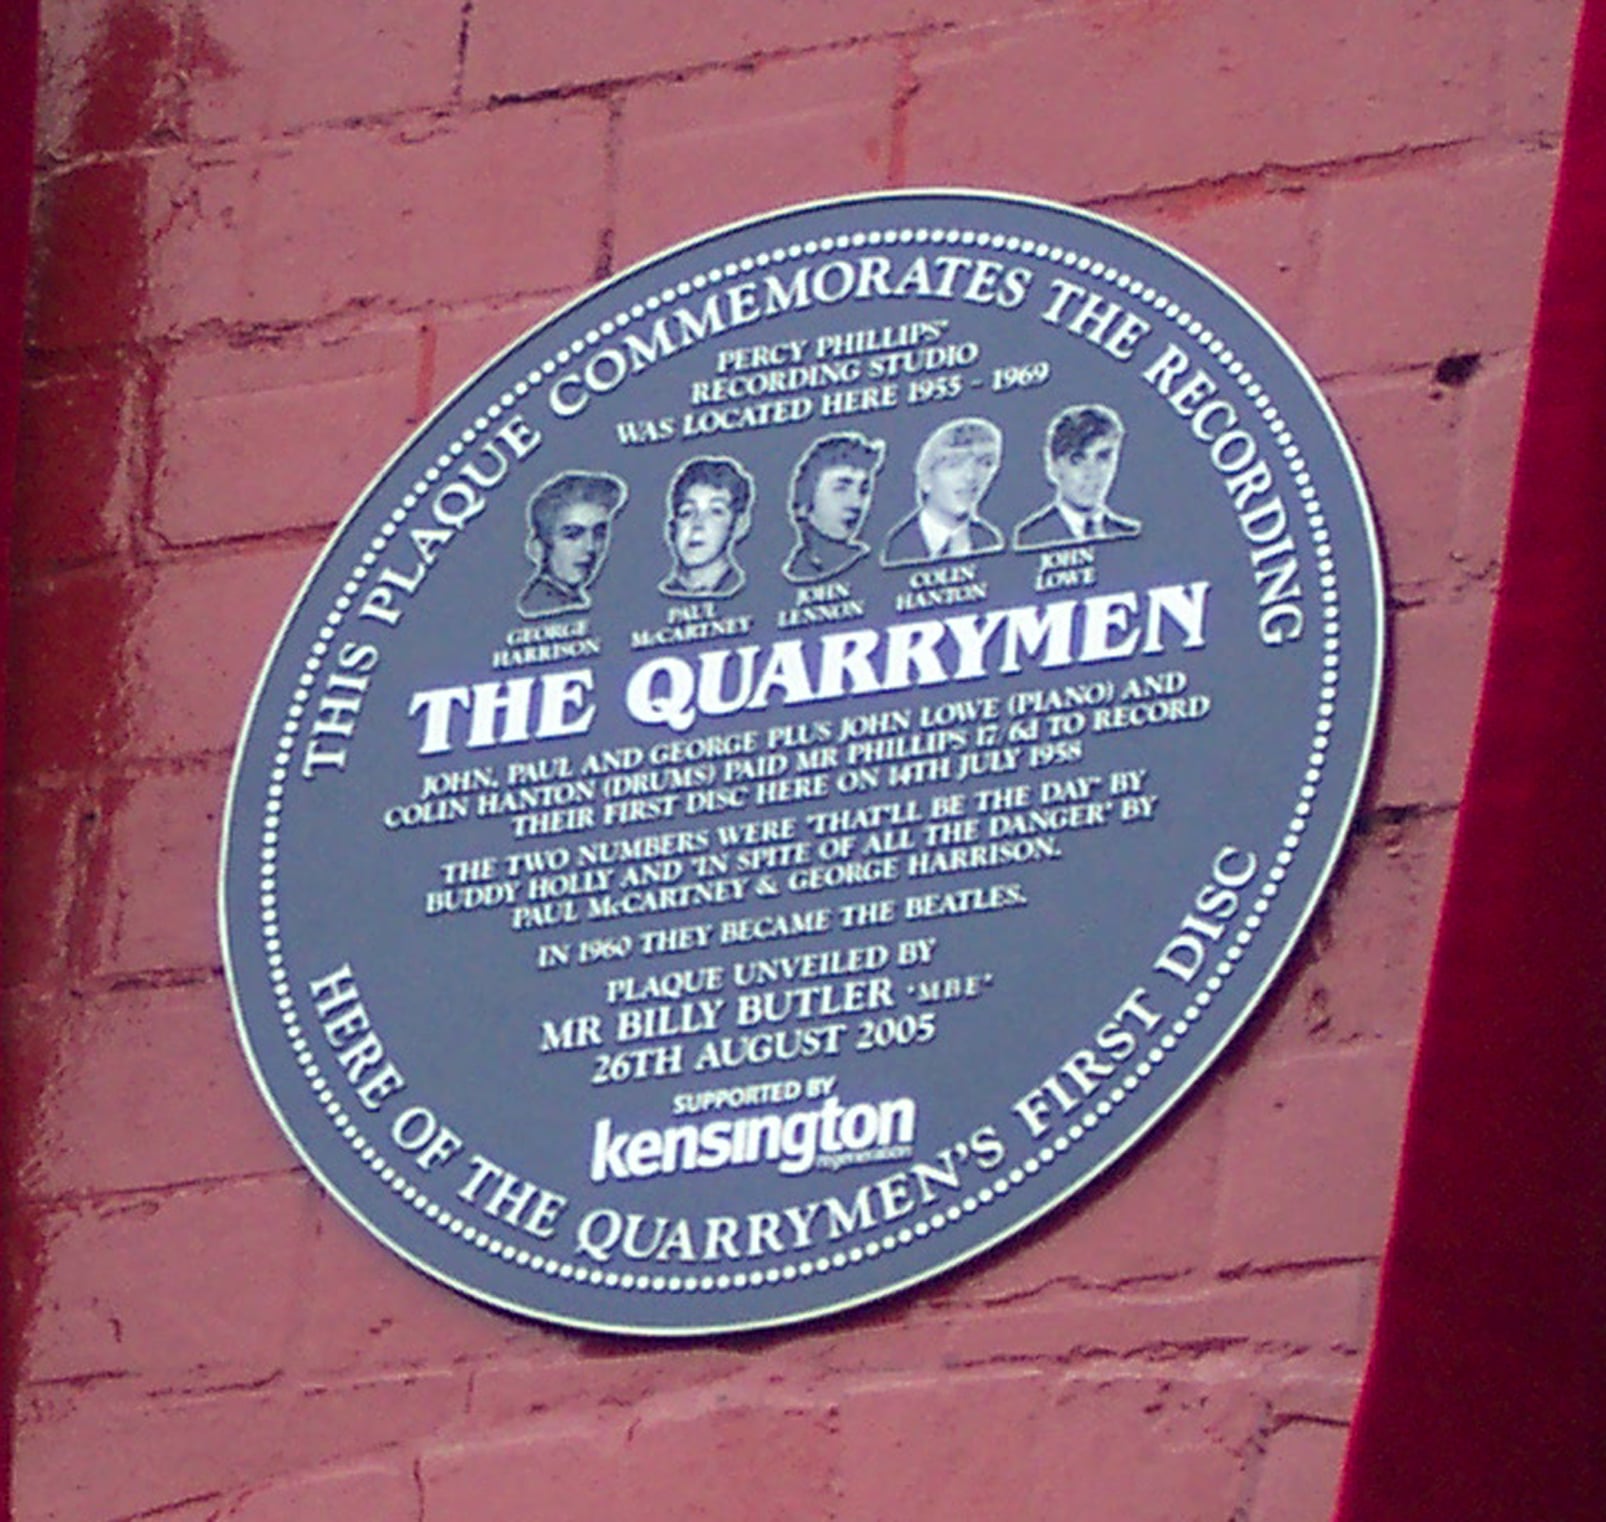 THIS PLAQUE COMMEMORATES THE RECORDING
PERCY PHILLIPS'
RECORDING STUDIO
WAS LOCATED HERE 1955 - 1969
GEORGE
HARRISON
PAUL
McCARTNEY
JOHN
LENNON
COLIN
HANTON
JOHN
LOWE
THE QUARRYMEN
JOHN, PAUL AND GEORGE PLUS JOHN LOWE (PIANO) AND
COLIN HANTON (DRUMS) PAID MR PHILLIPS 17/6d TO RECORD
THEIR FIRST DISC HERE ON 14TH JULY 1958
THE TWO NUMBERS WERE 'THAT'LL BE THE DAY' BY
BUDDY HOLLY AND 'IN SPITE OF ALL THE DANGER' BY
PAUL McCARTNEY & GEORGE HARRISON.
IN 1960 THEY BECAME THE BEATLES.
PLAQUE UNVEILED BY
MR BILLY BUTLER 'MBE'
26TH AUGUST 2005
SUPPORTED BY
kensington
regeneration
HERE OF THE QUARRYMEN'S FIRST DISC